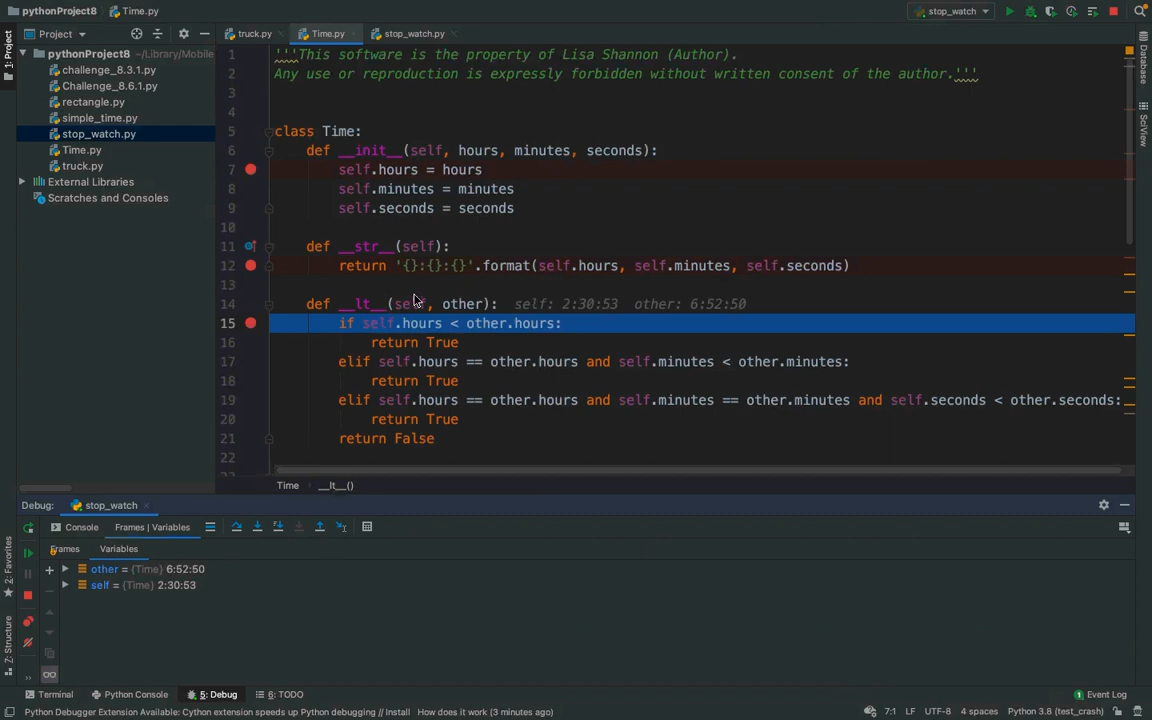 pythonProject8 > Time.py
stop_watch
Project
truck.py
Time.py
stop_watch.py
1: Project
pythonProject8 ~/Library/Mobile
challenge_8.3.1.py
Challenge_8.6.1.py
rectangle.py
simple_time.py
stop_watch.py
Time.py
truck.py
External Libraries
Scratches and Consoles
1 '''This software is the property of Lisa Shannon (Author).
2 Any use or reproduction is expressly forbidden without written consent of the author.'''
3
4
5 class Time:
6 def __init__(self, hours, minutes, seconds):
7 self.hours = hours
8 self.minutes = minutes
9 self.seconds = seconds
10
11 def __str__(self):
12 return '{}:{}:{}'.format(self.hours, self.minutes, self.seconds)
13
14 def __lt__(self, other): self: 2:30:53 other: 6:52:50
15 if self.hours < other.hours:
16 return True
17 elif self.hours == other.hours and self.minutes < other.minutes:
18 return True
19 elif self.hours == other.hours and self.minutes == other.minutes and self.seconds < other.seconds:
20 return True
21 return False
22
Database
SciView
Time > __lt__()
Debug: stop_watch
Console
Frames | Variables
Frames
Variables
other = {Time} 6:52:50
self = {Time} 2:30:53
2: Favorites
Z: Structure
Terminal
Python Console
5: Debug
6: TODO
Event Log
Python Debugger Extension Available: Cython extension speeds up Python debugging // Install How does it work (3 minutes ago)
7:1 LF UTF-8 4 spaces Python 3.8 (test_crash)